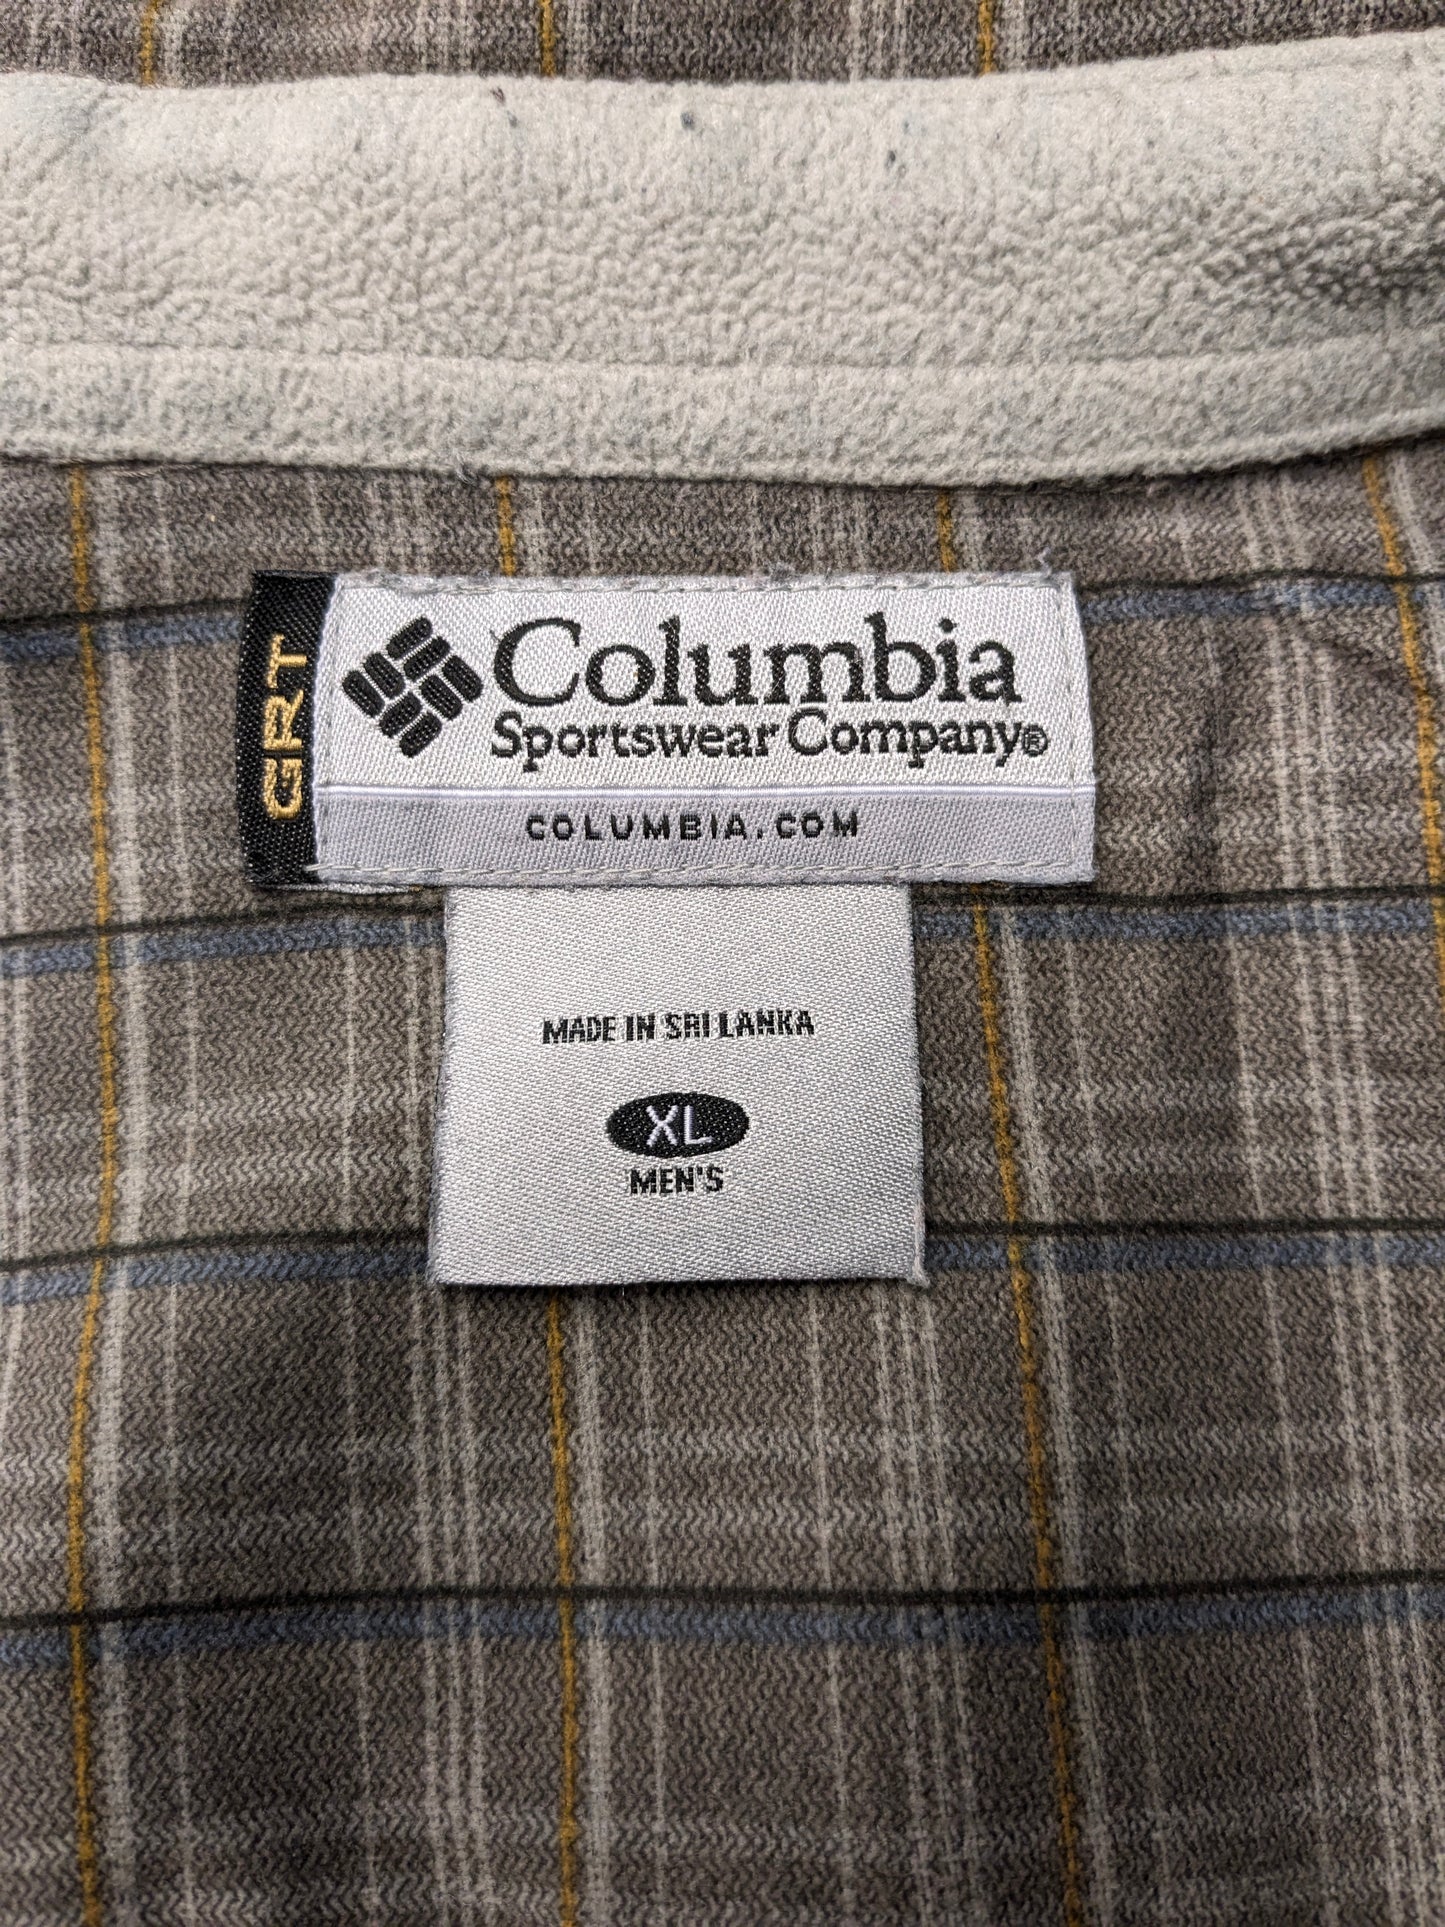 GRT
Columbia
Sportswear Company®
COLUMBIA.COM
MADE IN SRI LANKA
XL
MEN'S